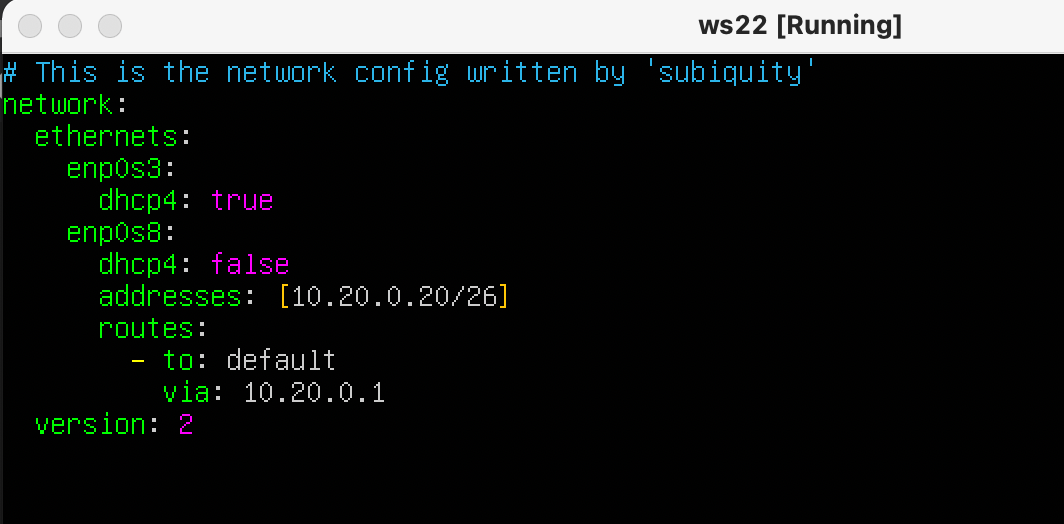 ws22 [Running]
# This is the network config written by 'subiquity'
network:
  ethernets:
    enp0s3:
      dhcp4: true
    enp0s8:
      dhcp4: false
      addresses: [10.20.0.20/26]
      routes:
        - to: default
          via: 10.20.0.1
  version: 2